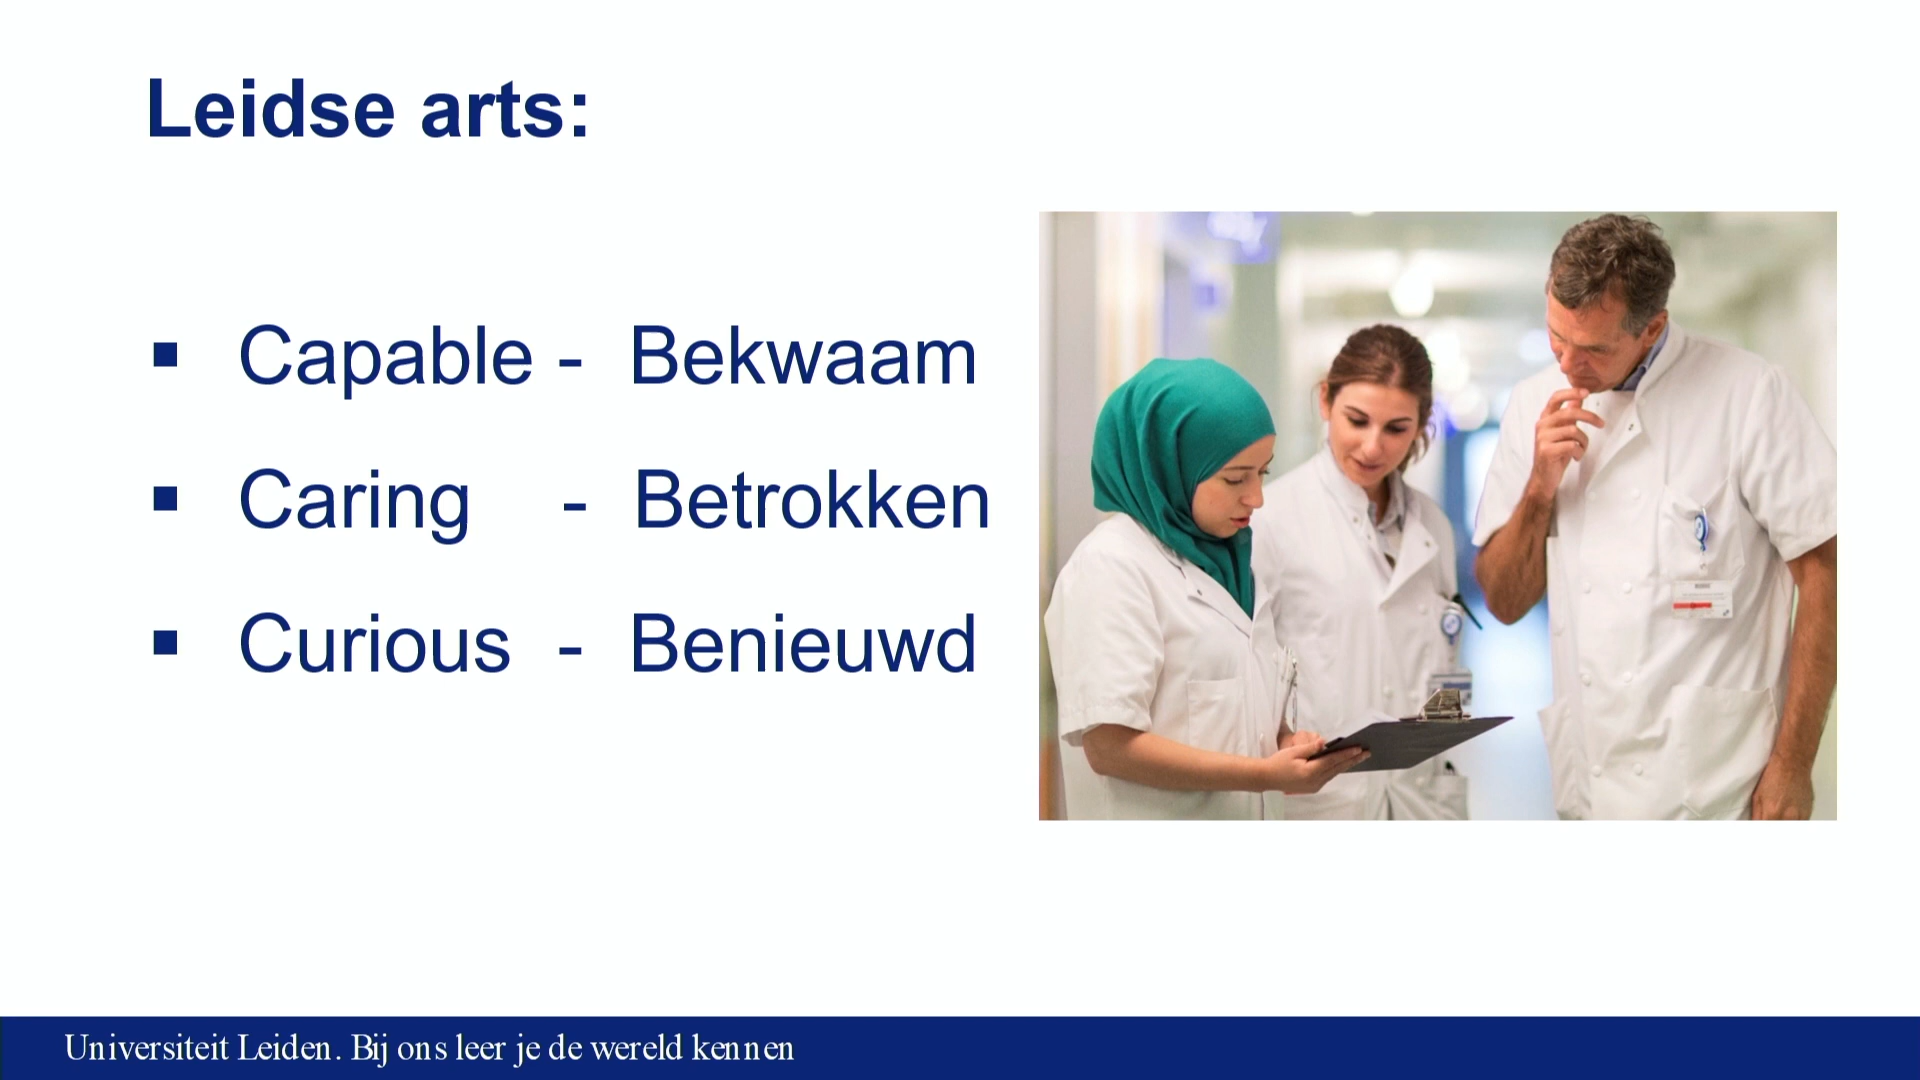 Leidse arts:
▪ Capable - Bekwaam
▪ Caring - Betrokken
▪ Curious - Benieuwd
Universiteit Leiden. Bij ons leer je de wereld kennen